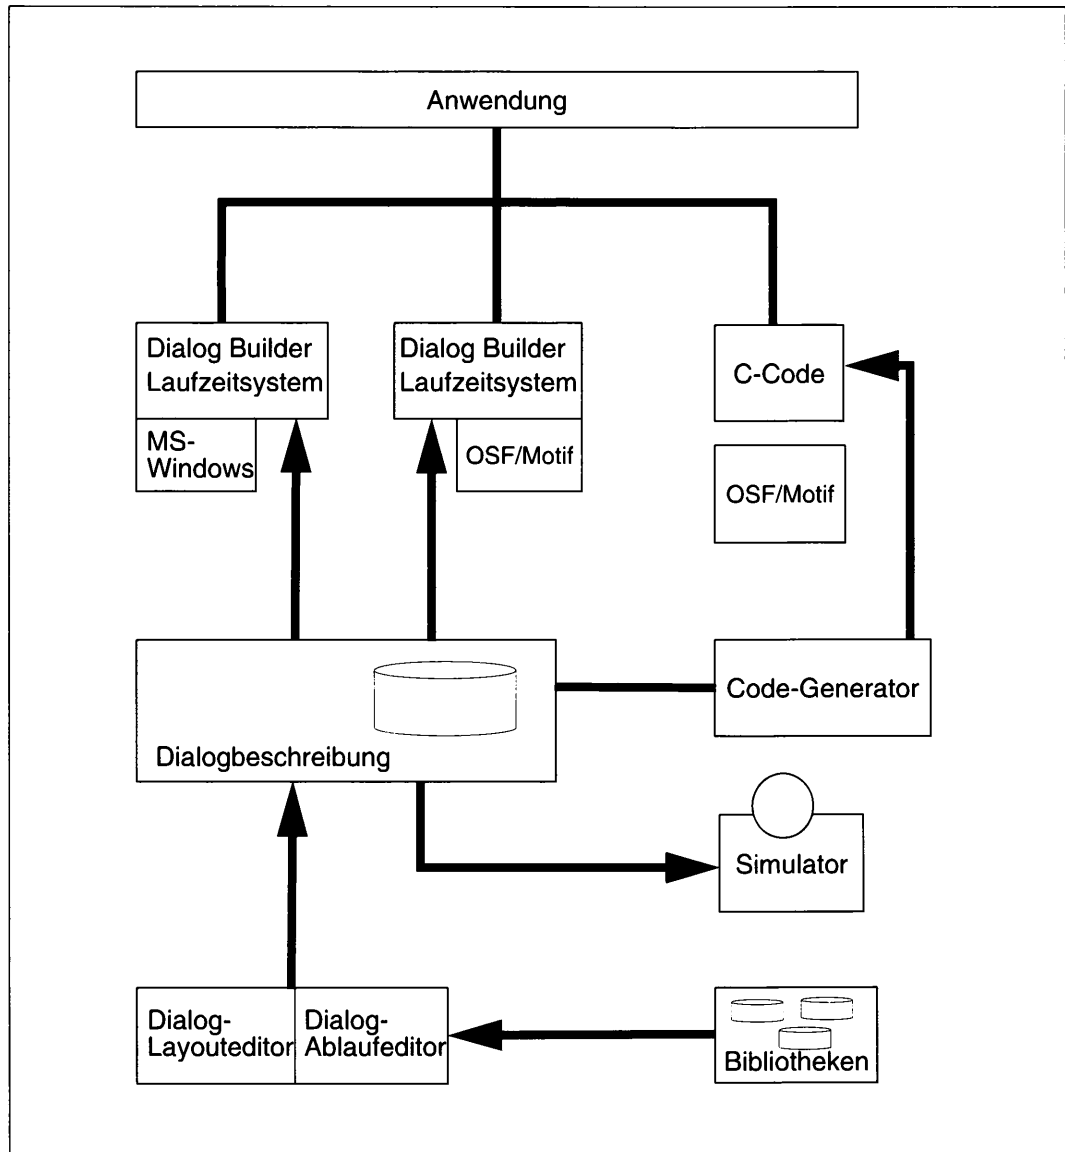 Anwendung
Dialog Builder
Laufzeitsystem
MS-
Windows
Dialog Builder
Laufzeitsystem
OSF/Motif
C-Code
OSF/Motif
Dialogbeschreibung
Code-Generator
Simulator
Dialog-
Layouteditor
Dialog-
Ablaufeditor
Bibliotheken